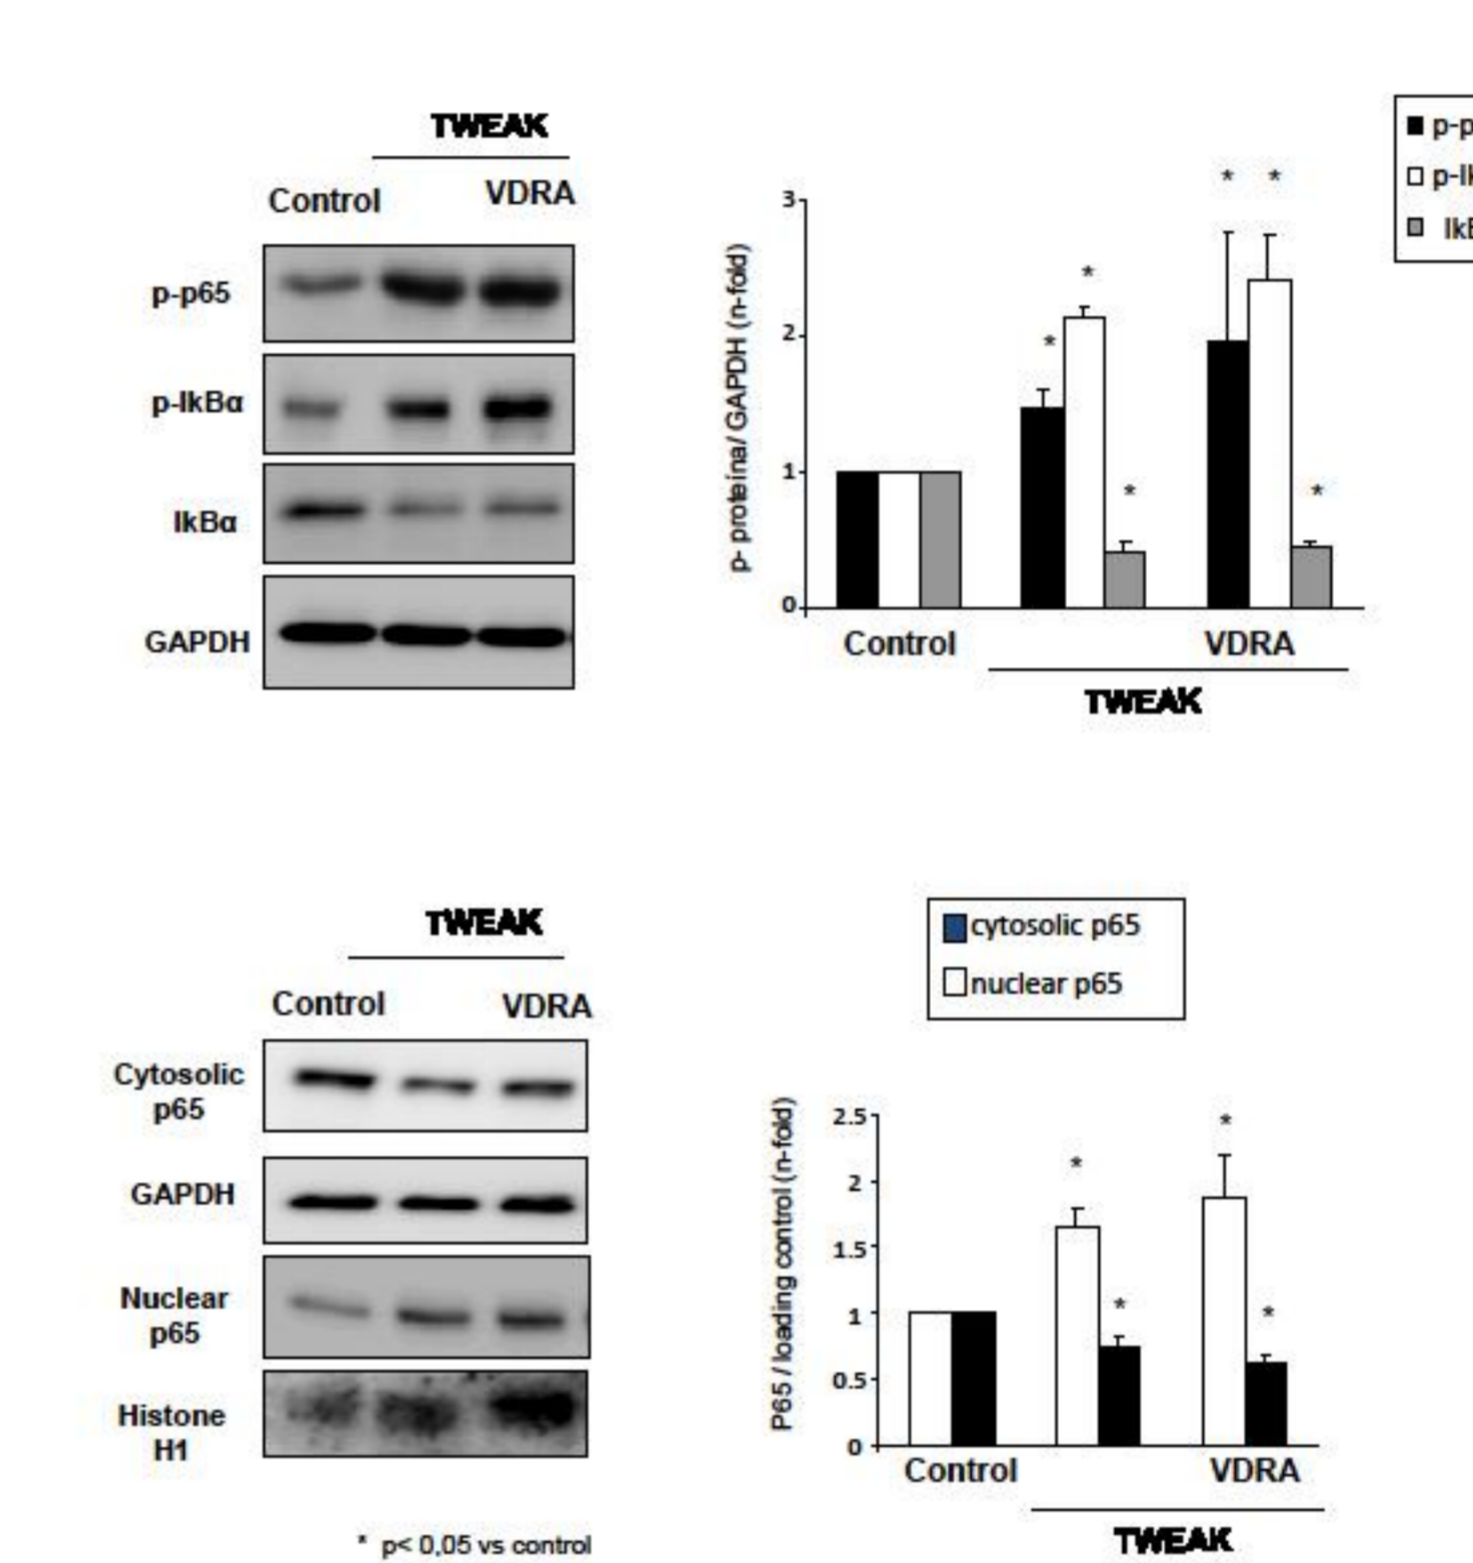 TWEAK
Control
VDRA
p-p65
p-IkBα
IkBα
GAPDH
p- proteína/ GAPDH (n-fold)
3
2
1
0
* *
*
*
*
*
Control
VDRA
TWEAK
p-p
p-Ik
IkB
TWEAK
Control
VDRA
Cytosolic
p65
GAPDH
Nuclear
p65
Histone
H1
* p< 0,05 vs control
cytosolic p65
nuclear p65
P65 / loading control (n-fold)
2.5
2
1.5
1
0.5
0
*
*
*
*
Control
VDRA
TWEAK